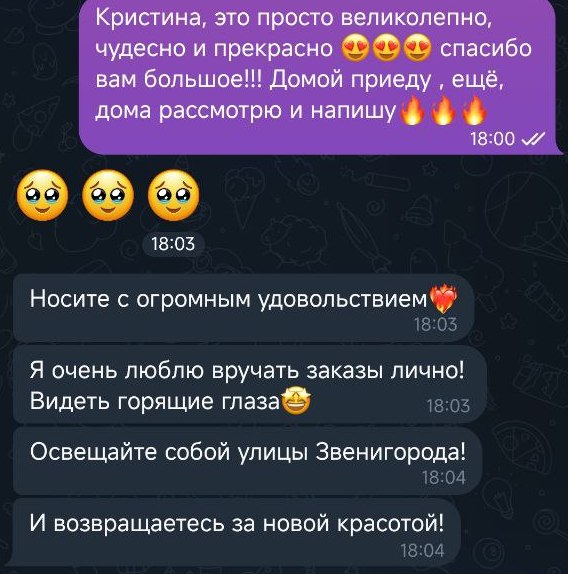 Кристина, это просто великолепно,
чудесно и прекрасно 😍😍😍 спасибо
вам большое!!! Домой приеду , ещё,
дома рассмотрю и напишу🔥🔥🔥
18:00
🥹🥹🥹
18:03
Носите с огромным удовольствием❤️‍🔥
18:03
Я очень люблю вручать заказы лично!
Видеть горящие глаза🤩
18:03
Освещайте собой улицы Звенигорода!
18:04
И возвращаетесь за новой красотой!
18:04